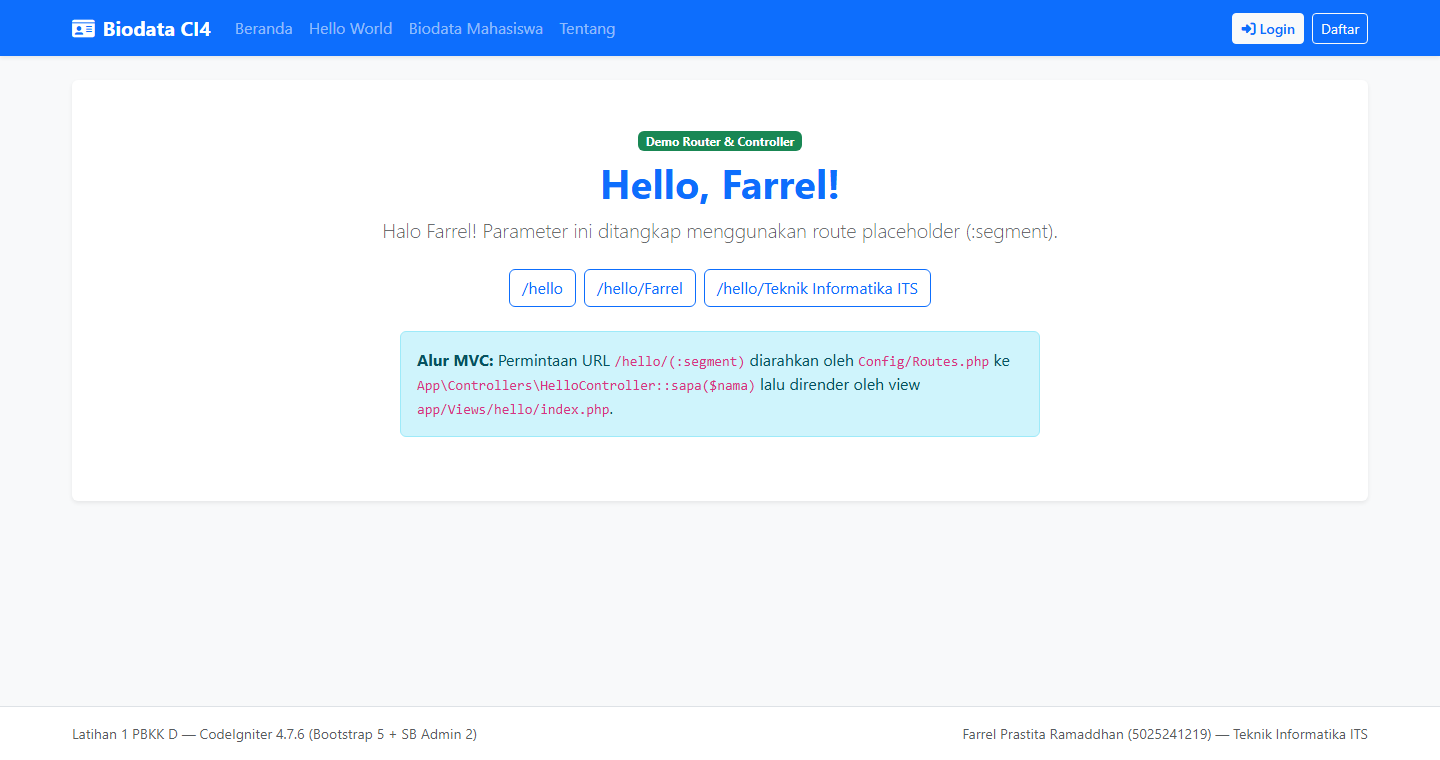 Biodata CI4 Beranda Hello World Biodata Mahasiswa Tentang Login Daftar
Demo Router & Controller
Hello, Farrel!
Halo Farrel! Parameter ini ditangkap menggunakan route placeholder (:segment).
/hello /hello/Farrel /hello/Teknik Informatika ITS
Alur MVC: Permintaan URL /hello/(:segment) diarahkan oleh Config/Routes.php ke
App\Controllers\HelloController::sapa($nama) lalu dirender oleh view
app/Views/hello/index.php.
Latihan 1 PBKK D — CodeIgniter 4.7.6 (Bootstrap 5 + SB Admin 2) Farrel Prastita Ramaddhan (5025241219) — Teknik Informatika ITS